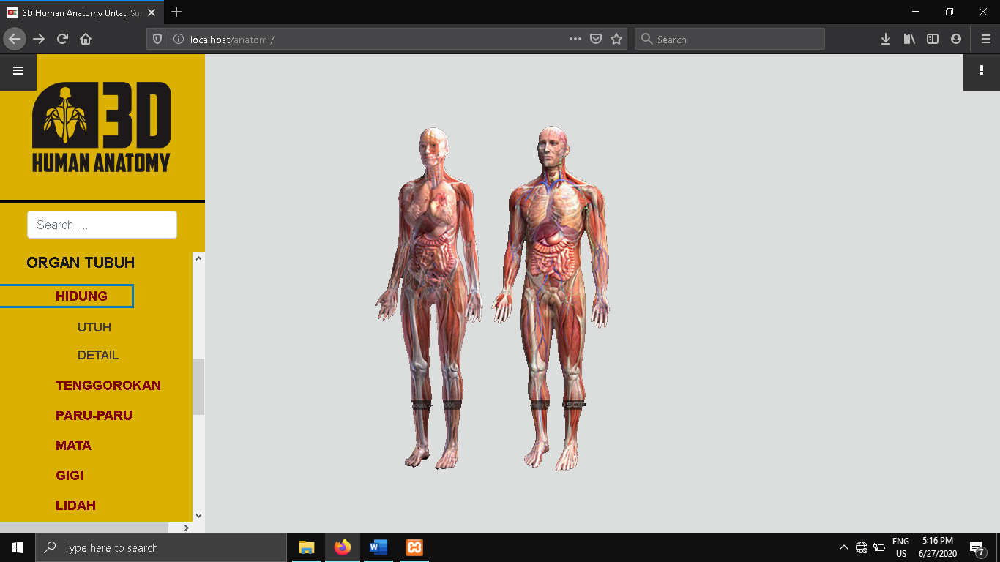 3D Human Anatomy Untag Sur
localhost/anatomi/
Search
3D
HUMAN ANATOMY
Search.....
ORGAN TUBUH
HIDUNG
UTUH
DETAIL
TENGGOROKAN
PARU-PARU
MATA
GIGI
LIDAH
Type here to search
ENG
US
5:16 PM
6/27/2020
7